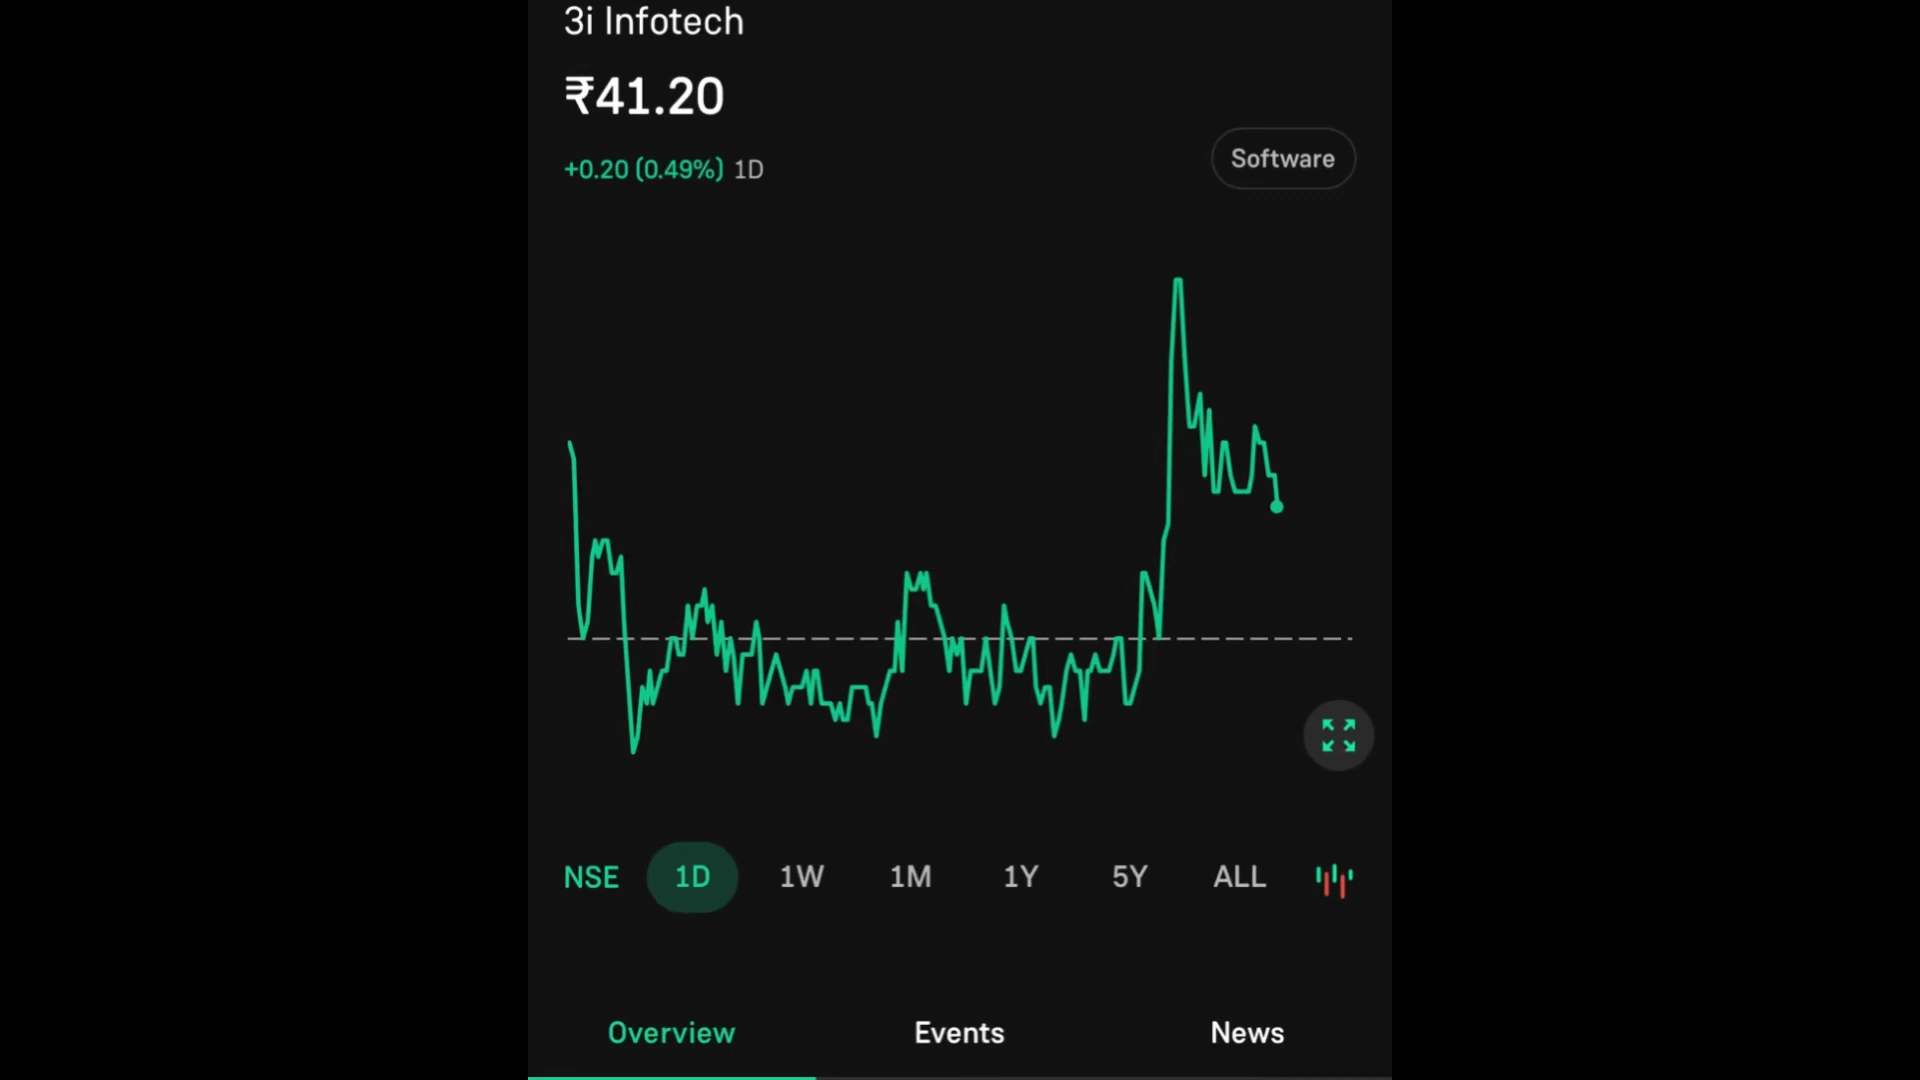 3i Infotech
₹41.20
+0.20 (0.49%) 1D
Software
NSE 1D 1W 1M 1Y 5Y ALL
Overview Events News